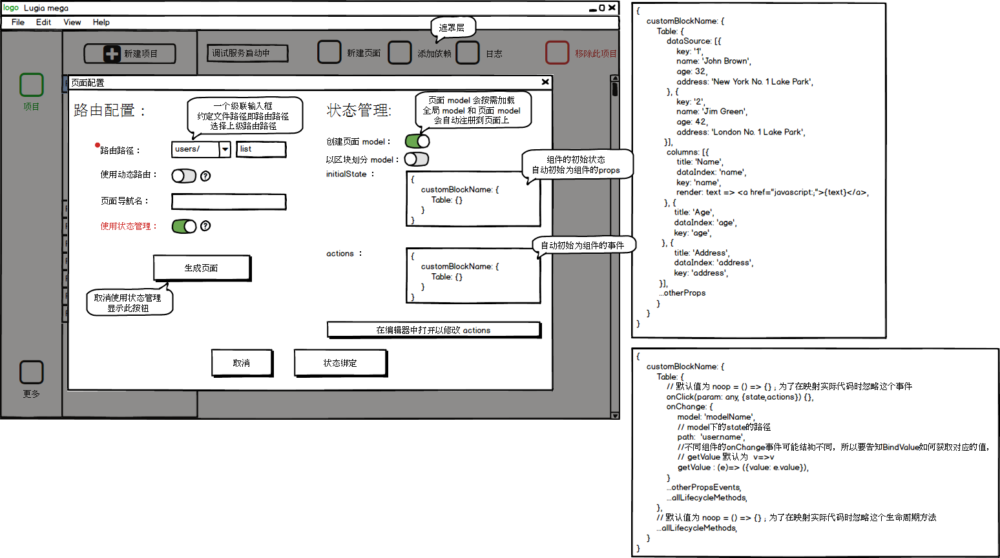 logo Lugia mega
File Edit View Help
遮罩层
新建项目
调试服务启动中
新建页面
添加依赖
日志
移除此项目
项目
更多
页面配置
路由配置：
一个级联输入框
约定文件路径即路由路径
选择上级路由路径
路由路径：
users/
list
使用动态路由：
?
页面导航名：
使用状态管理：
?
生成页面
取消使用状态管理
显示此按钮
状态管理:
页面 model 会按需加载
全局 model 和 页面 model
会自动注册到页面上
创建页面 model：
以区块划分 model：
initialState ：
组件的初始状态
自动初始为组件的props
{
customBlockName: {
Table: {}
}
}
actions ：
自动初始为组件的事件
{
customBlockName: {
Table: {}
}
}
在编辑器中打开以修改 actions
取消
状态绑定
{
customBlockName: {
Table: {
dataSource: [{
key: '1',
name: 'John Brown',
age: 32,
address: 'New York No. 1 Lake Park',
}, {
key: '2',
name: 'Jim Green',
age: 42,
address: 'London No. 1 Lake Park',
}],
columns: [{
title: 'Name',
dataIndex: 'name',
key: 'name',
render: text => <a href="javascript:;">{text}</a>,
}, {
title: 'Age',
dataIndex: 'age',
key: 'age',
}, {
title: 'Address',
dataIndex: 'address',
key: 'address',
}],
...otherProps
}
}
}
{
customBlockName: {
Table: {
// 默认值为 noop = () => {} ; 为了在映射实际代码时忽略这个事件
onClick(param: any, {state,actions}) {},
onChange: {
model: 'modelName',
// model下的state的路径
path: 'user.name',
//不同组件的onChange事件可能结构不同，所以要告知BindValue如何获取对应的值，
// getValue 默认为 v=>v
getValue : (e)=> ({value: e.value}),
}
...otherPropsEvents,
...allLifecycleMethods,
},
// 默认值为 noop = () => {} ; 为了在映射实际代码时忽略这个生命周期方法
...allLifecycleMethods,
}
}